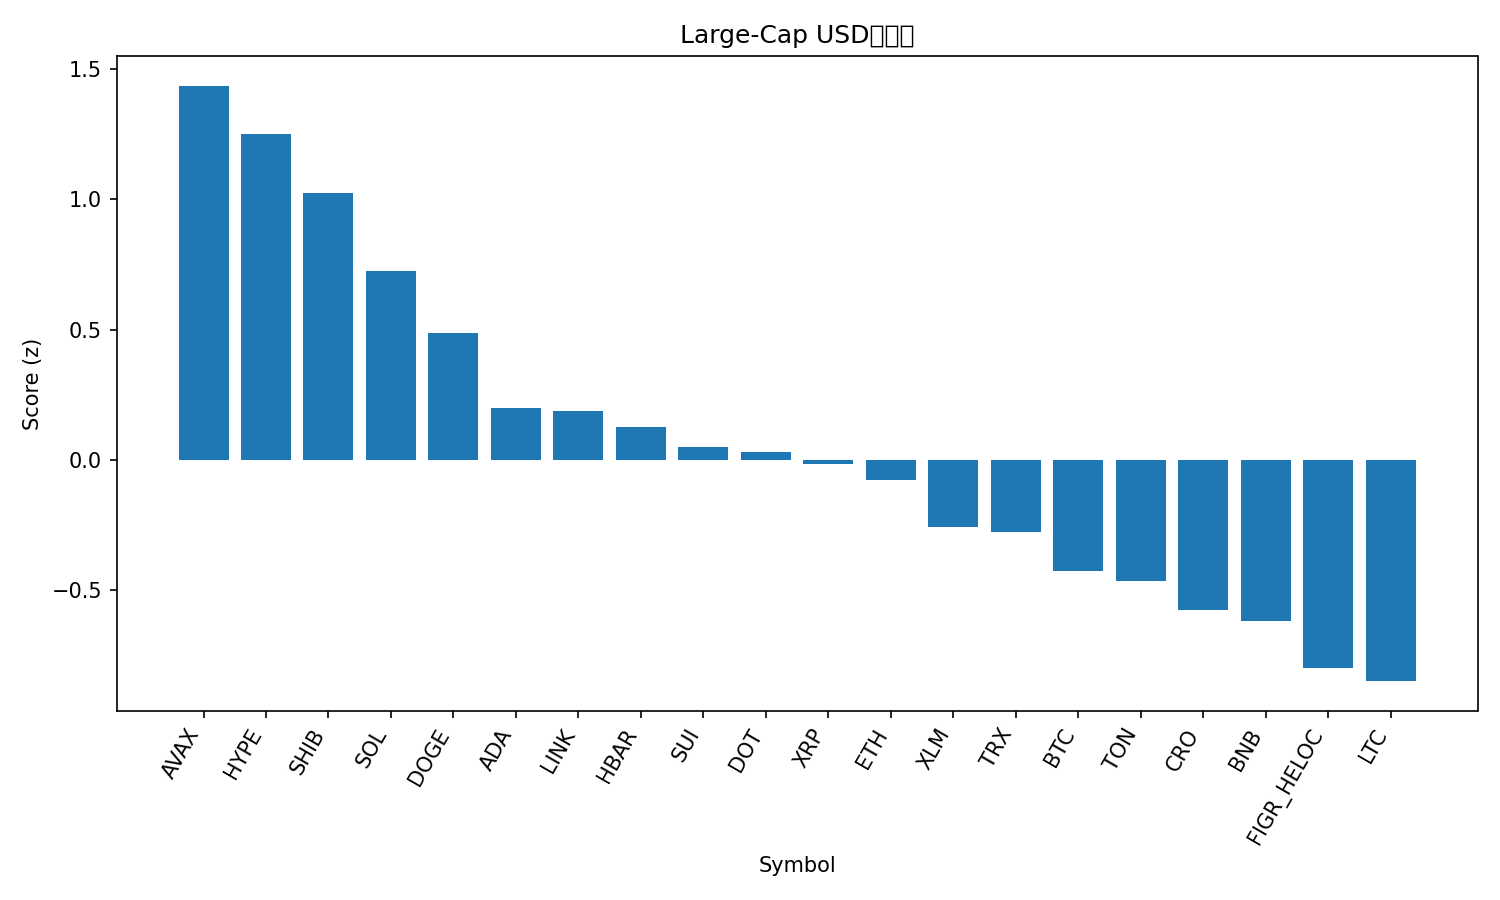 Large-Cap USD
1.5
1.0
0.5
0.0
−0.5
Score (z)
AVAX
HYPE
SHIB
SOL
DOGE
ADA
LINK
HBAR
SUI
DOT
XRP
ETH
XLM
TRX
BTC
TON
CRO
BNB
FIGR_HELOC
LTC
Symbol